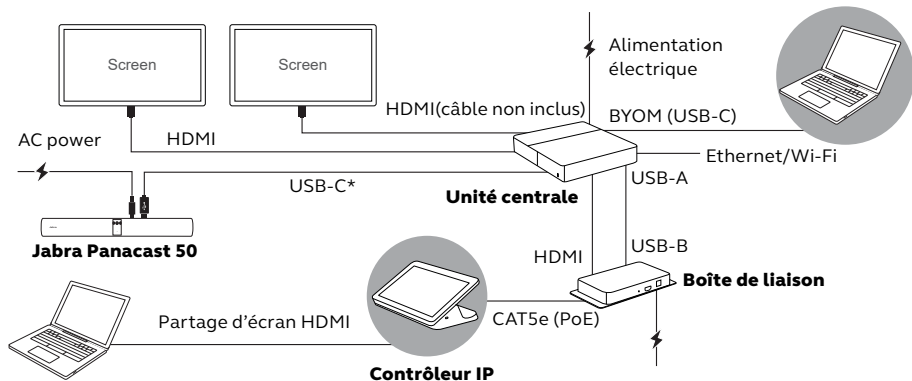 Screen
Screen
Alimentation
électrique
HDMI(câble non inclus)
BYOM (USB-C)
AC power
HDMI
Ethernet/Wi-Fi
USB-C*
USB-A
Unité centrale
Jabra Panacast 50
HDMI
USB-B
Boîte de liaison
Partage d’écran HDMI
CAT5e (PoE)
Contrôleur IP